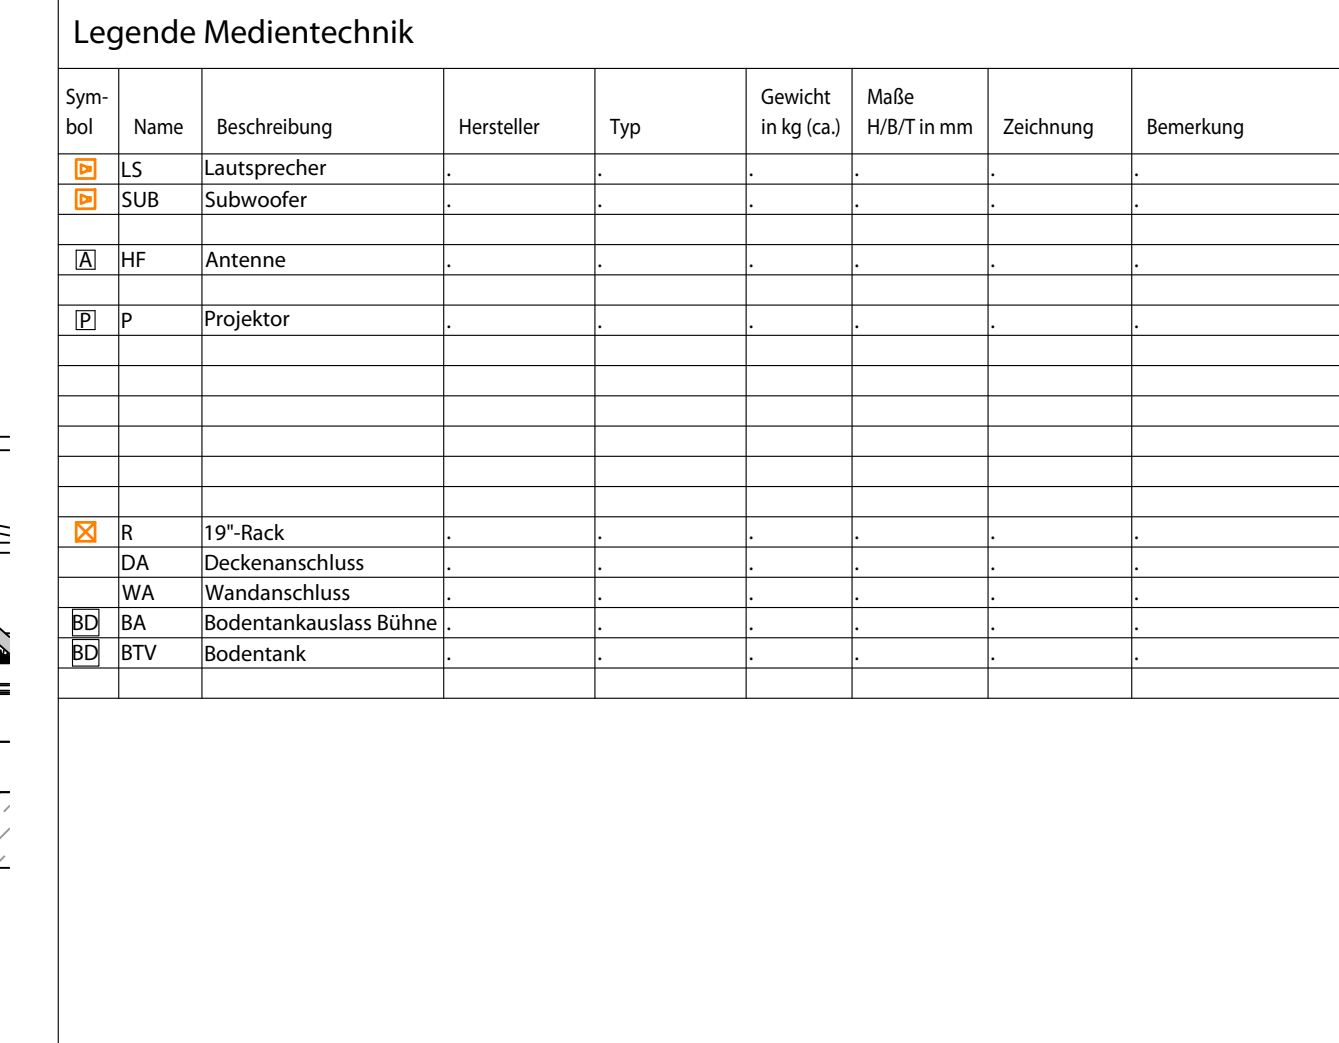 Legende Medientechnik
Sym-
bol Name Beschreibung Hersteller Typ Gewicht in kg (ca.) Maße H/B/T in mm Zeichnung Bemerkung
LS Lautsprecher . . . . . .
SUB Subwoofer . . . . . .
A HF Antenne . . . . . .
P P Projektor . . . . . .
R 19"-Rack . . . . . .
DA Deckenanschluss . . . . . .
WA Wandanschluss . . . . . .
BD BA Bodentankauslass Bühne . . . . . .
BD BTV Bodentank . . . . . .